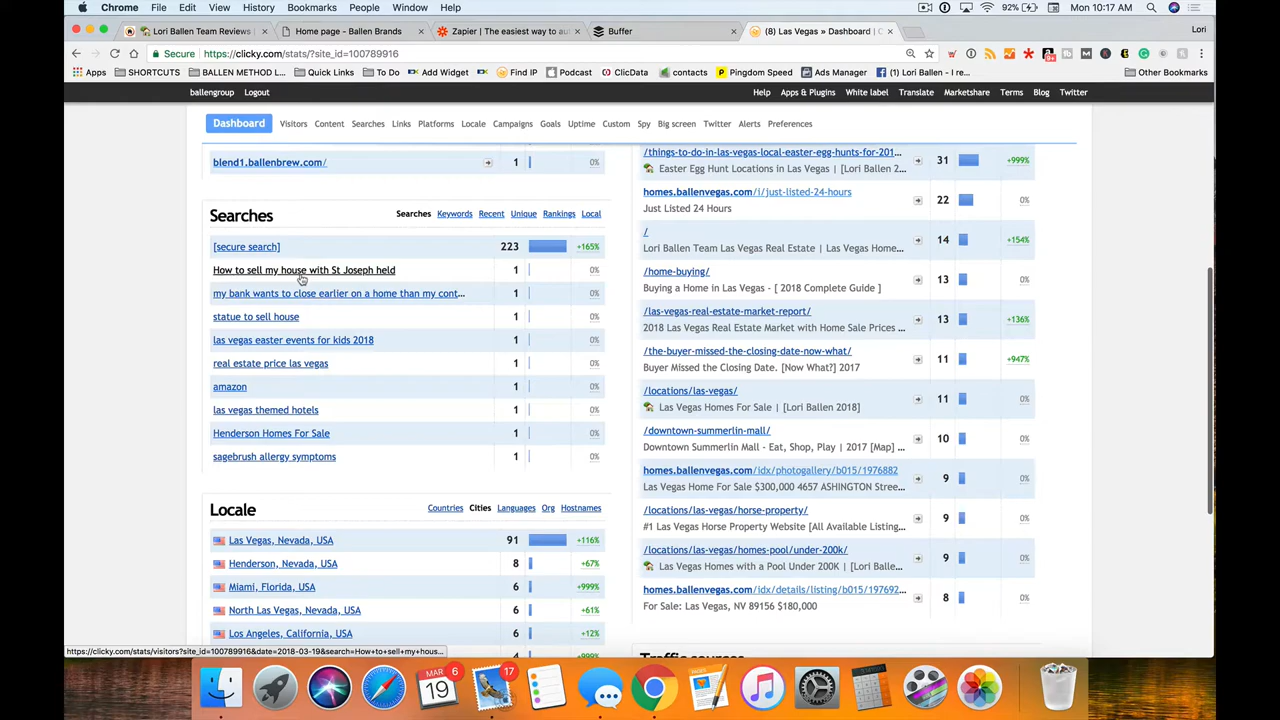 Chrome File Edit View History Bookmarks People Window Help 92% Mon 10:17 AM
Lori Ballen Team Reviews Home page - Ballen Brands Zapier | The easiest way to aut Buffer (8) Las Vegas » Dashboard | C Lori
Secure https://clicky.com/stats/?site_id=100789916
Apps SHORTCUTS BALLEN METHOD L... Quick Links To Do Add Widget Find IP Podcast ClicData contacts Pingdom Speed Ads Manager (1) Lori Ballen - I re... Other Bookmarks
ballengroup Logout Help Apps & Plugins White label Translate Marketshare Terms Blog Twitter
Dashboard Visitors Content Searches Links Platforms Locale Campaigns Goals Uptime Custom Spy Big screen Twitter Alerts Preferences
blend1.ballenbrew.com/ 1 0%
Searches Searches Keywords Recent Unique Rankings Local
[secure search] 223 +165%
How to sell my house with St Joseph held 1 0%
my bank wants to close earlier on a home than my cont... 1 0%
statue to sell house 1 0%
las vegas easter events for kids 2018 1 0%
real estate price las vegas 1 0%
amazon 1 0%
las vegas themed hotels 1 0%
Henderson Homes For Sale 1 0%
sagebrush allergy symptoms 1 0%
Locale Countries Cities Languages Org Hostnames
Las Vegas, Nevada, USA 91 +116%
Henderson, Nevada, USA 8 +67%
Miami, Florida, USA 6 +999%
North Las Vegas, Nevada, USA 6 +61%
Los Angeles, California, USA 6 +12%
/things-to-do-in-las-vegas-local-easter-egg-hunts-for-201... 31 +999%
Easter Egg Hunt Locations in Las Vegas | [Lori Ballen 2...
homes.ballenvegas.com/i/just-listed-24-hours 22 0%
Just Listed 24 Hours
/ 14 +154%
Lori Ballen Team Las Vegas Real Estate | Las Vegas Home...
/home-buying/ 13 0%
Buying a Home in Las Vegas - [ 2018 Complete Guide ]
/las-vegas-real-estate-market-report/ 13 +136%
2018 Las Vegas Real Estate Market with Home Sale Prices ...
/the-buyer-missed-the-closing-date-now-what/ 11 +947%
Buyer Missed the Closing Date. [Now What?] 2017
/locations/las-vegas/ 11 0%
Las Vegas Homes For Sale | [Lori Ballen 2018]
/downtown-summerlin-mall/ 10 0%
Downtown Summerlin Mall - Eat, Shop, Play | 2017 [Map] ...
homes.ballenvegas.com/idx/photogallery/b015/1976882 9 0%
Las Vegas Home For Sale $300,000 4657 ASHINGTON Stree...
/locations/las-vegas/horse-property/ 9 0%
#1 Las Vegas Horse Property Website [All Available Listing...
/locations/las-vegas/homes-pool/under-200k/ 9 0%
Las Vegas Homes with a Pool Under 200K | [Lori Balle...
homes.ballenvegas.com/idx/details/listing/b015/197692... 8 0%
For Sale: Las Vegas, NV 89156 $180,000
https://clicky.com/stats/visitors?site_id=100789916&date=2018-03-19&search=How+to+sell+my+hous...
MAR 6
19
17